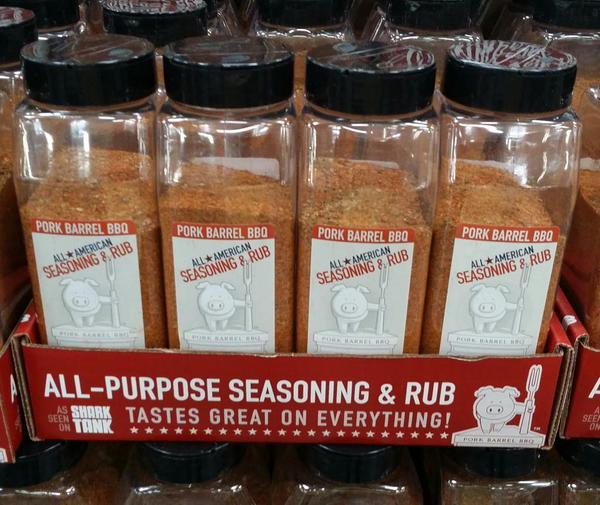 PORK BARREL BBQ
ALL★AMERICAN
SEASONING & RUB
PORK BARREL BBQ
PORK BARREL BBQ
ALL★AMERICAN
SEASONING & RUB
PORK BARREL BBQ
PORK BARREL BBQ
ALL★AMERICAN
SEASONING & RUB
PORK BARREL BBQ
PORK BARREL BBQ
ALL★AMERICAN
SEASONING & RUB
PORK BARREL BBQ
ALL-PURPOSE SEASONING & RUB
AS SEEN ON SHARK TANK
TASTES GREAT ON EVERYTHING!
PORK BARREL BBQ
TM